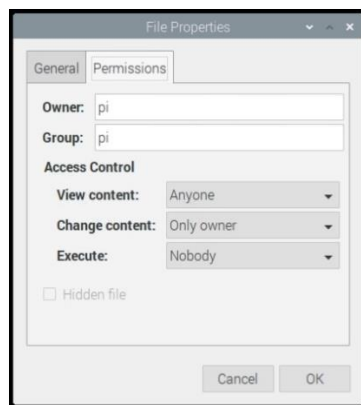 File Properties
General Permissions
Owner: pi
Group: pi
Access Control
View content: Anyone
Change content: Only owner
Execute: Nobody
Hidden file
Cancel OK